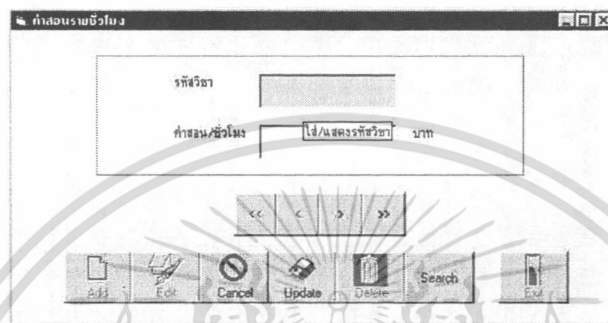 ค่าสอนรายชั่วโมง
รหัสวิชา
ค่าสอน/ชั่วโมง ใส่/แสดงรหัสวิชา บาท
<< < > >>
Add Edit Cancel Update Delete Search Exit